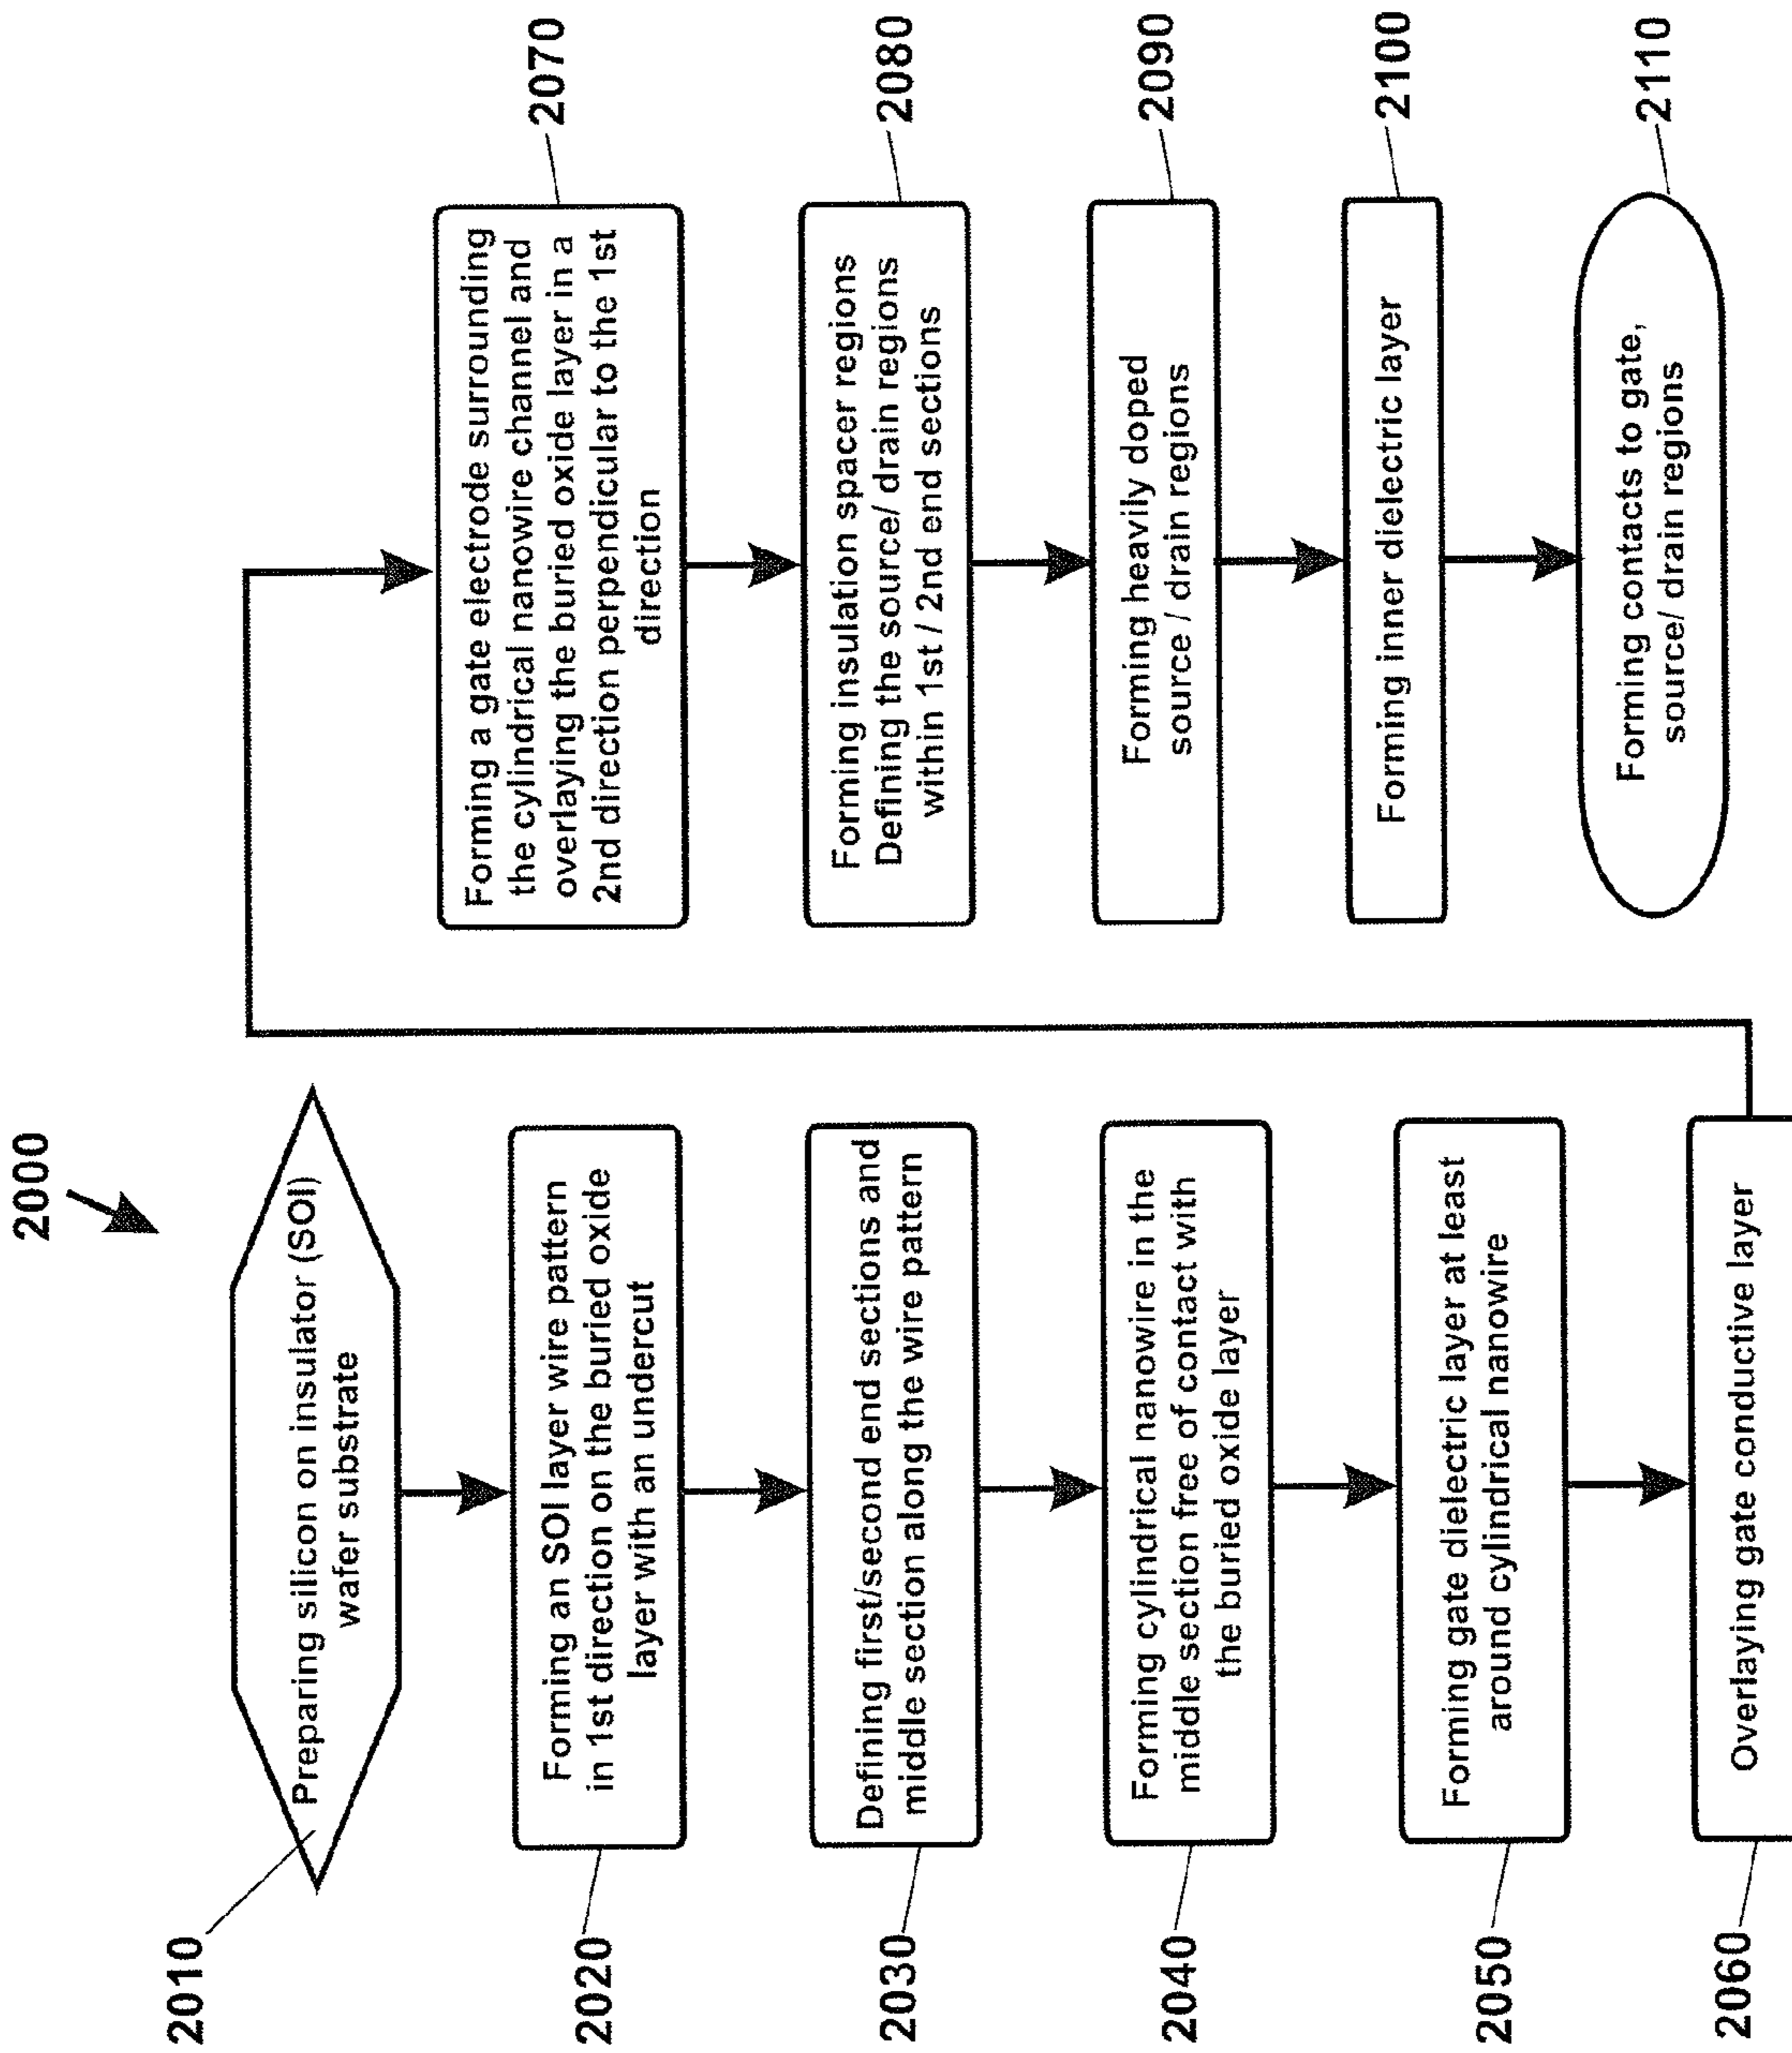 2000
2010
Preparing silicon on insulator (SOI)
wafer substrate
2020
Forming an SOI layer wire pattern
in 1st direction on the buried oxide
layer with an undercut
2030
Defining first/second end sections and
middle section along the wire pattern
2040
Forming cylindrical nanowire in the
middle section free of contact with
the buried oxide layer
2050
Forming gate dielectric layer at least
around cylindrical nanowire
2060
Overlaying gate conductive layer
2070
Forming a gate electrode surrounding
the cylindrical nanowire channel and
overlaying the buried oxide layer in a
2nd direction perpendicular to the 1st
direction
2080
Forming insulation spacer regions
Defining the source/ drain regions
within 1st / 2nd end sections
2090
Forming heavily doped
source / drain regions
2100
Forming inner dielectric layer
2110
Forming contacts to gate,
source/ drain regions